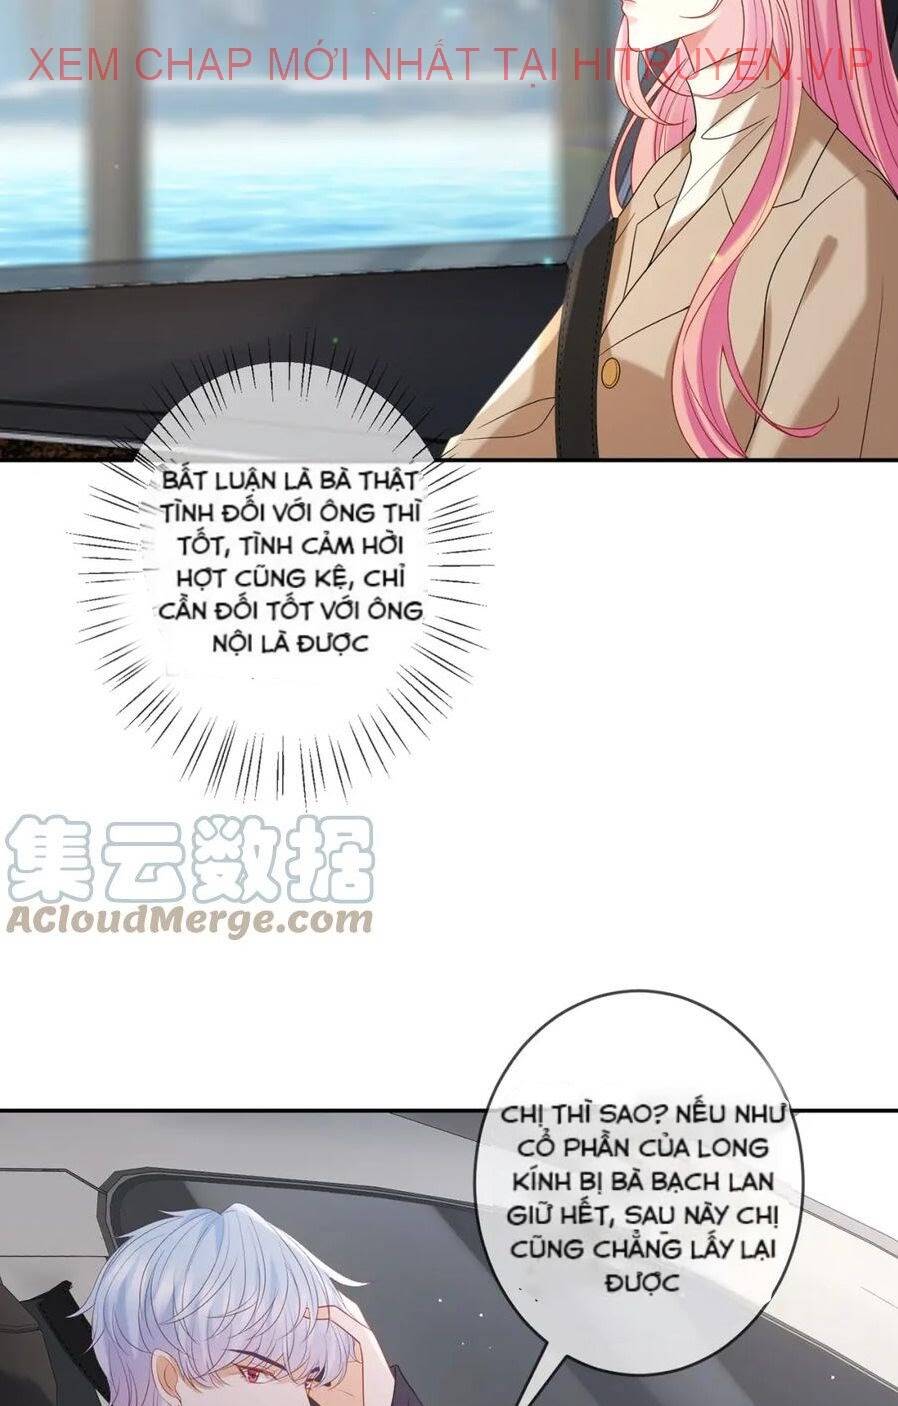 XEM CHAP MỚI NHẤT TẠI HITRUYEN.VIP
BẤT LUẬN LÀ BÀ THẬT
TÌNH ĐỐI VỚI ÔNG THÌ
TỐT, TÌNH CẢM HỜI
HỢT CŨNG KỆ, CHỈ
CẦN ĐỐI TỐT VỚI ÔNG
NỘI LÀ ĐƯỢC
集云数据
ACloudMerge.com
CHỊ THÌ SAO? NẾU NHƯ
CỔ PHẦN CỦA LONG
KÍNH BỊ BÀ BẠCH LAN
GIỮ HẾT, SAU NÀY CHỊ
CŨNG CHẲNG LẤY LẠI
ĐƯỢC